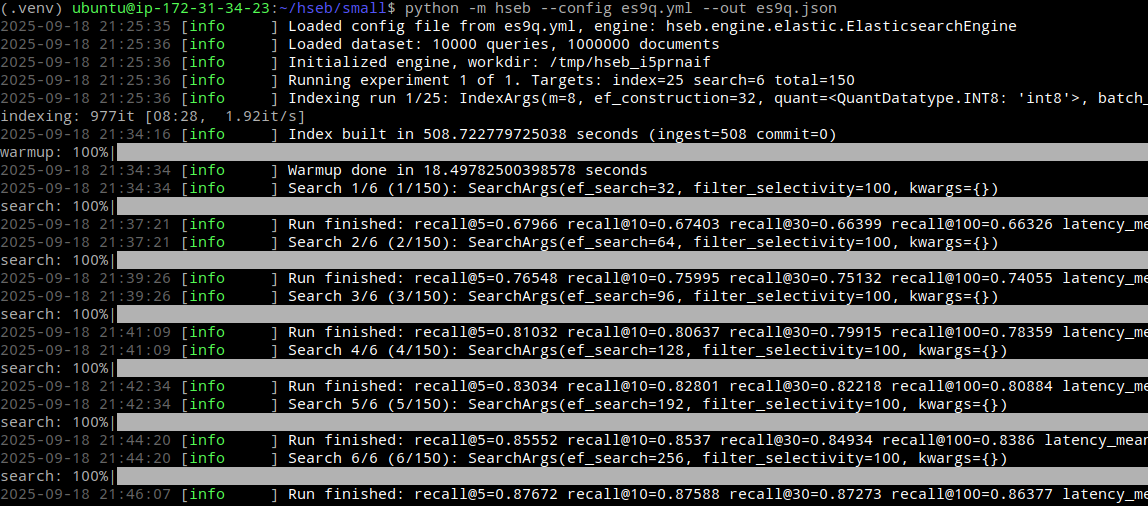 (.venv) ubuntu@ip-172-31-34-23:~/hseb/small$ python -m hseb --config es9q.yml --out es9q.json
2025-09-18 21:25:35 [info     ] Loaded config file from es9q.yml, engine: hseb.engine.elastic.ElasticsearchEngine
2025-09-18 21:25:36 [info     ] Loaded dataset: 10000 queries, 1000000 documents
2025-09-18 21:25:36 [info     ] Initialized engine, workdir: /tmp/hseb_i5prnaif
2025-09-18 21:25:36 [info     ] Running experiment 1 of 1. Targets: index=25 search=6 total=150
2025-09-18 21:25:36 [info     ] Indexing run 1/25: IndexArgs(m=8, ef_construction=32, quant=<QuantDatatype.INT8: 'int8'>, batch_
indexing: 977it [08:28,  1.92it/s]
2025-09-18 21:34:16 [info     ] Index built in 508.722779725038 seconds (ingest=508 commit=0)
warmup: 100%|
2025-09-18 21:34:34 [info     ] Warmup done in 18.49782500398578 seconds
2025-09-18 21:34:34 [info     ] Search 1/6 (1/150): SearchArgs(ef_search=32, filter_selectivity=100, kwargs={})
search: 100%|
2025-09-18 21:37:21 [info     ] Run finished: recall@5=0.67966 recall@10=0.67403 recall@30=0.66399 recall@100=0.66326 latency_me
2025-09-18 21:37:21 [info     ] Search 2/6 (2/150): SearchArgs(ef_search=64, filter_selectivity=100, kwargs={})
search: 100%|
2025-09-18 21:39:26 [info     ] Run finished: recall@5=0.76548 recall@10=0.75995 recall@30=0.75132 recall@100=0.74055 latency_me
2025-09-18 21:39:26 [info     ] Search 3/6 (3/150): SearchArgs(ef_search=96, filter_selectivity=100, kwargs={})
search: 100%|
2025-09-18 21:41:09 [info     ] Run finished: recall@5=0.81032 recall@10=0.80637 recall@30=0.79915 recall@100=0.78359 latency_me
2025-09-18 21:41:09 [info     ] Search 4/6 (4/150): SearchArgs(ef_search=128, filter_selectivity=100, kwargs={})
search: 100%|
2025-09-18 21:42:34 [info     ] Run finished: recall@5=0.83034 recall@10=0.82801 recall@30=0.82218 recall@100=0.80884 latency_me
2025-09-18 21:42:34 [info     ] Search 5/6 (5/150): SearchArgs(ef_search=192, filter_selectivity=100, kwargs={})
search: 100%|
2025-09-18 21:44:20 [info     ] Run finished: recall@5=0.85552 recall@10=0.8537 recall@30=0.84934 recall@100=0.8386 latency_mean
2025-09-18 21:44:20 [info     ] Search 6/6 (6/150): SearchArgs(ef_search=256, filter_selectivity=100, kwargs={})
search: 100%|
2025-09-18 21:46:07 [info     ] Run finished: recall@5=0.87672 recall@10=0.87588 recall@30=0.87273 recall@100=0.86377 latency_me